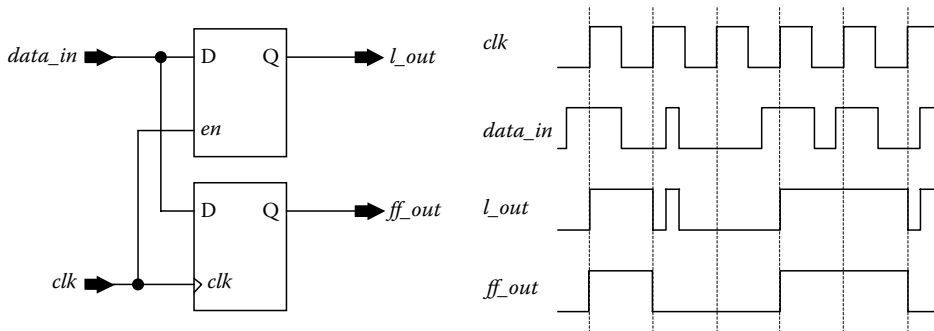 data_in
D
Q
l_out
en
D
Q
ff_out
clk
clk
clk
data_in
l_out
ff_out